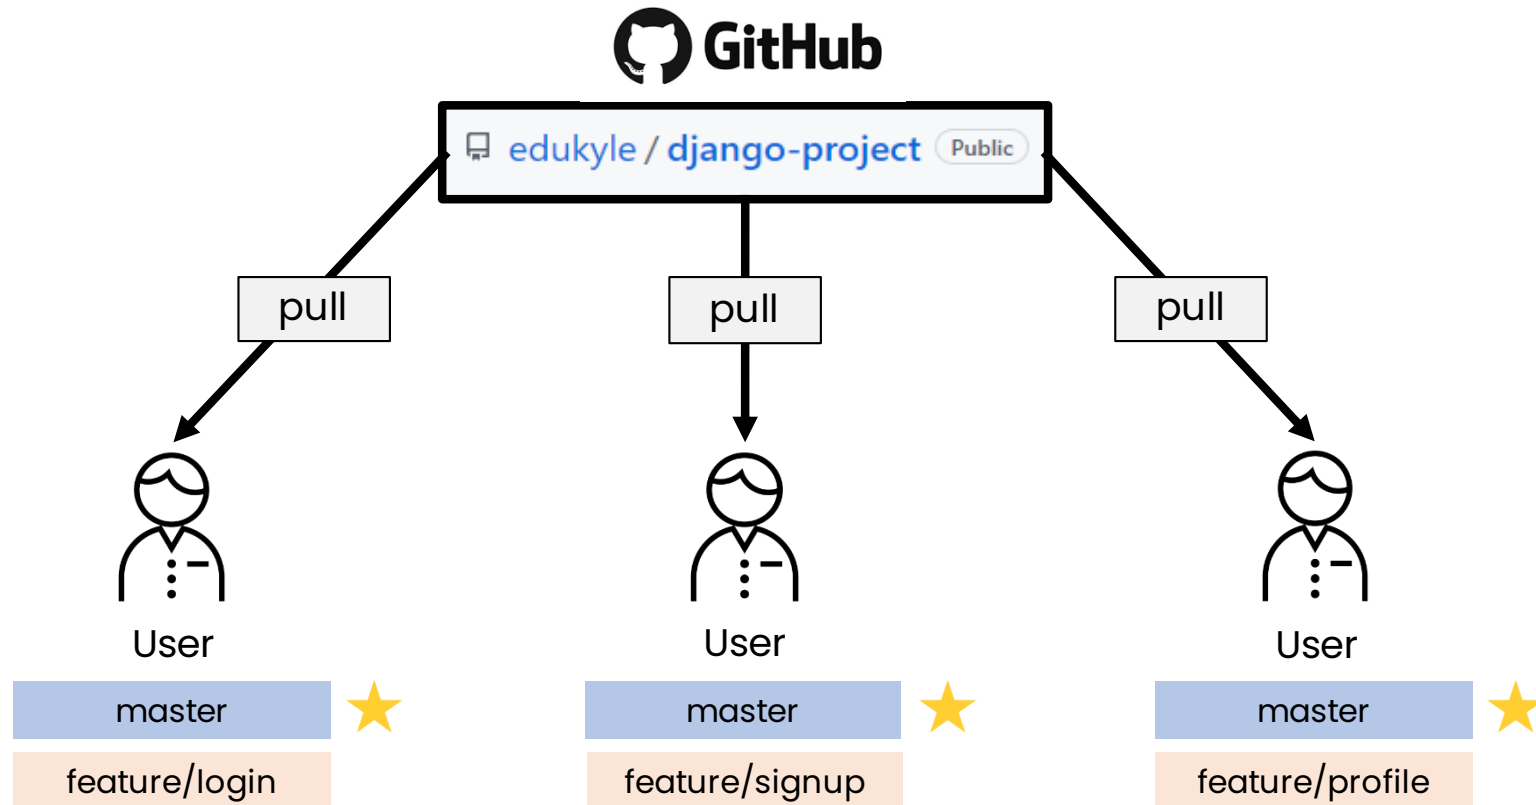 GitHub
edukyle / django-project Public
pull
pull
pull
User
User
User
master
master
master
feature/login
feature/signup
feature/profile